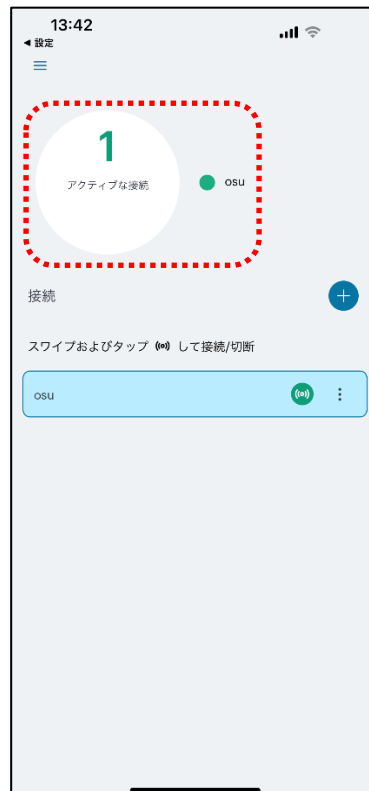 13:42
◀ 設定
1
アクティブな接続
osu
接続
スワイプおよびタップ して接続/切断
osu